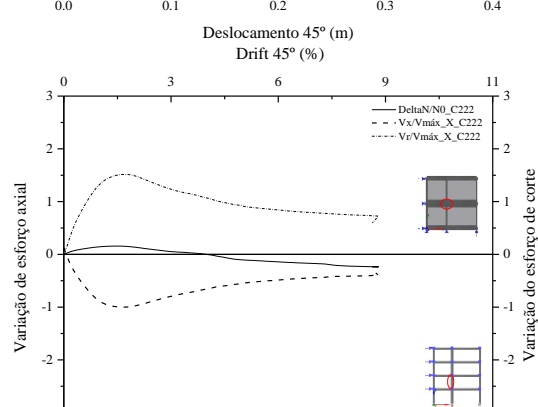 0.0 0.1 0.2 0.3 0.4
Deslocamento 45º (m)
Drift 45º (%)
0 3 6 9 11
3 3
DeltaN/N0_C222
Vx/Vmáx_X_C222
Vr/Vmáx_X_C222
2 2
1 1
0 0
-1 -1
-2 -2
Variação de esforço axial
Variação do esforço de corte